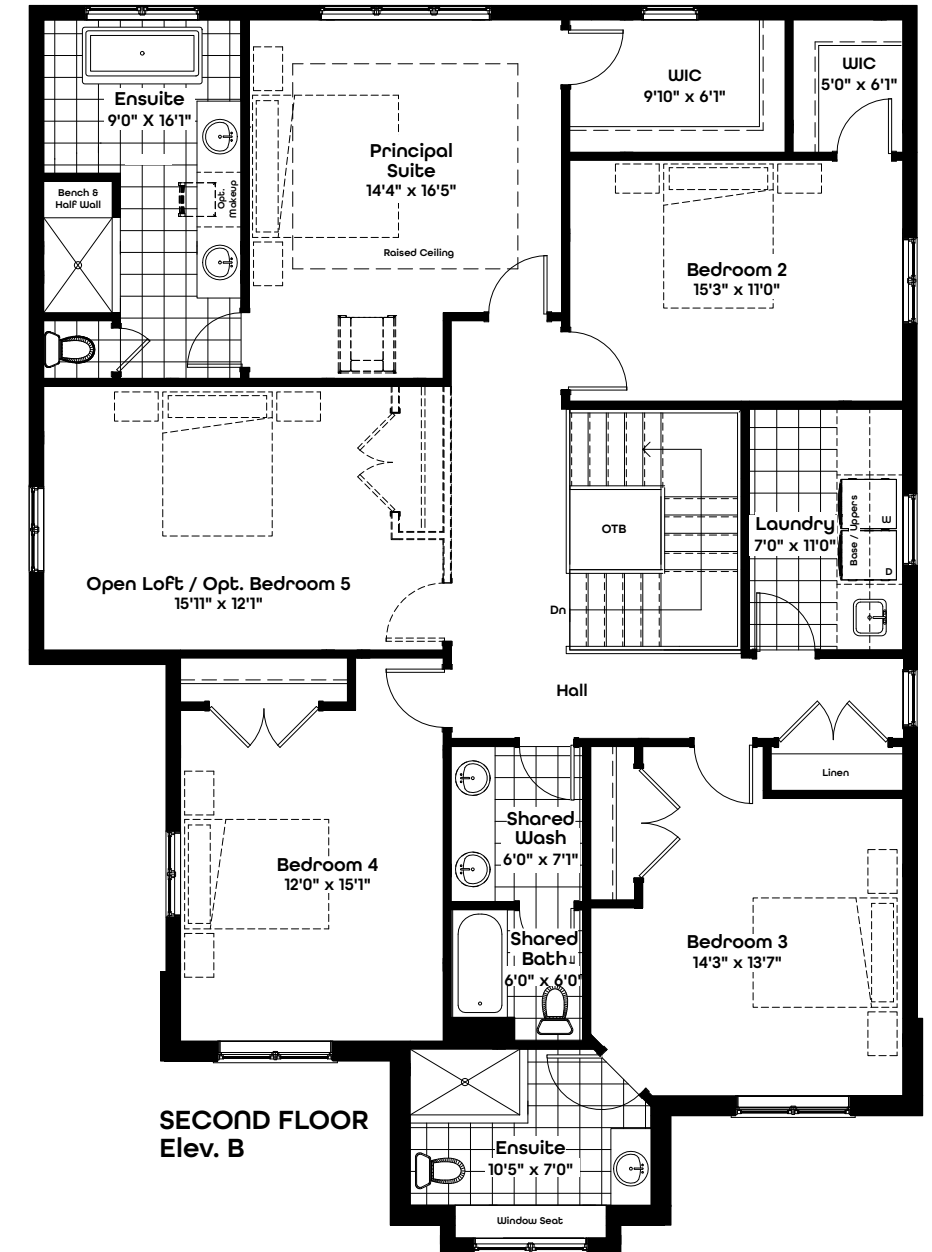 Ensuite
9'0" X 16'1"
Principal
Suite
14'4" x 16'5"
Raised Ceiling
WIC
9'10" x 6'1"
WIC
5'0" x 6'1"
Bench &
Half Wall
Opt.
Makeup
Bedroom 2
15'3" x 11'0"
Open Loft / Opt. Bedroom 5
15'11" x 12'1"
OTB
Dn
Laundry
7'0" x 11'0"
Base / Uppers
W
D
Hall
Linen
Shared
Wash
6'0" x 7'1"
Bedroom 4
12'0" x 15'1"
Shared
Bath
6'0" x 6'0"
Bedroom 3
14'3" x 13'7"
SECOND FLOOR
Elev. B
Ensuite
10'5" x 7'0"
Window Seat